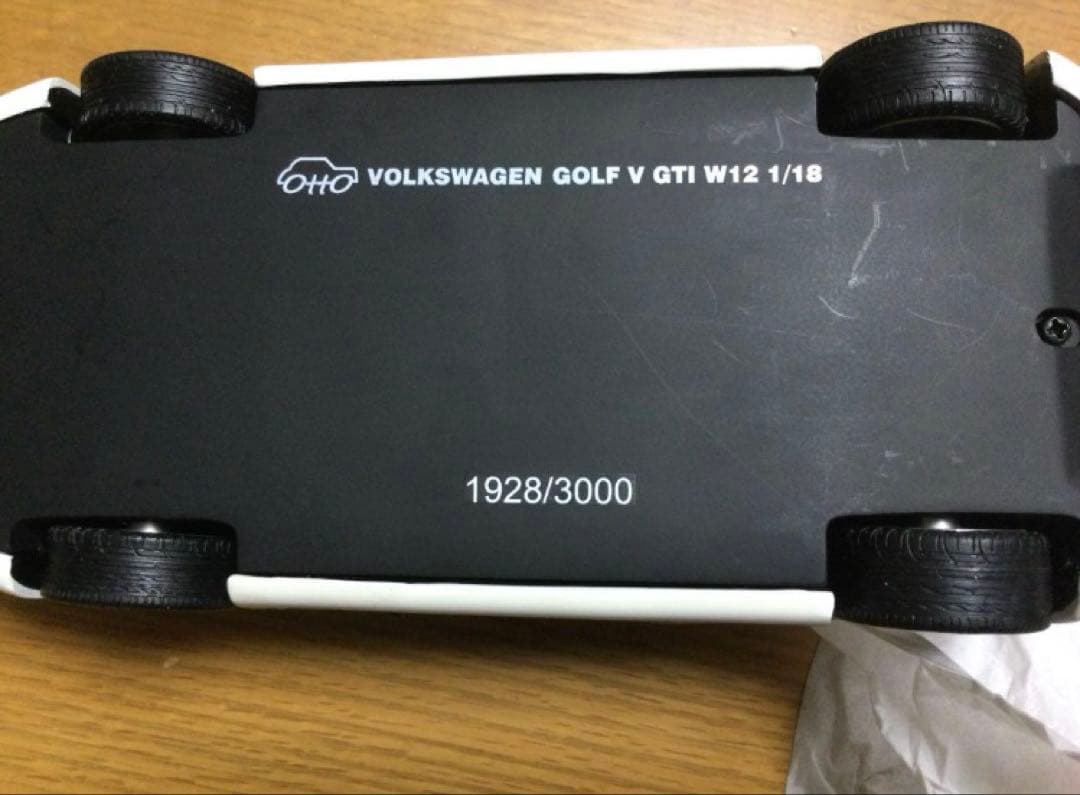 OttO VOLKSWAGEN GOLF V GTI W12 1/18
1928/3000